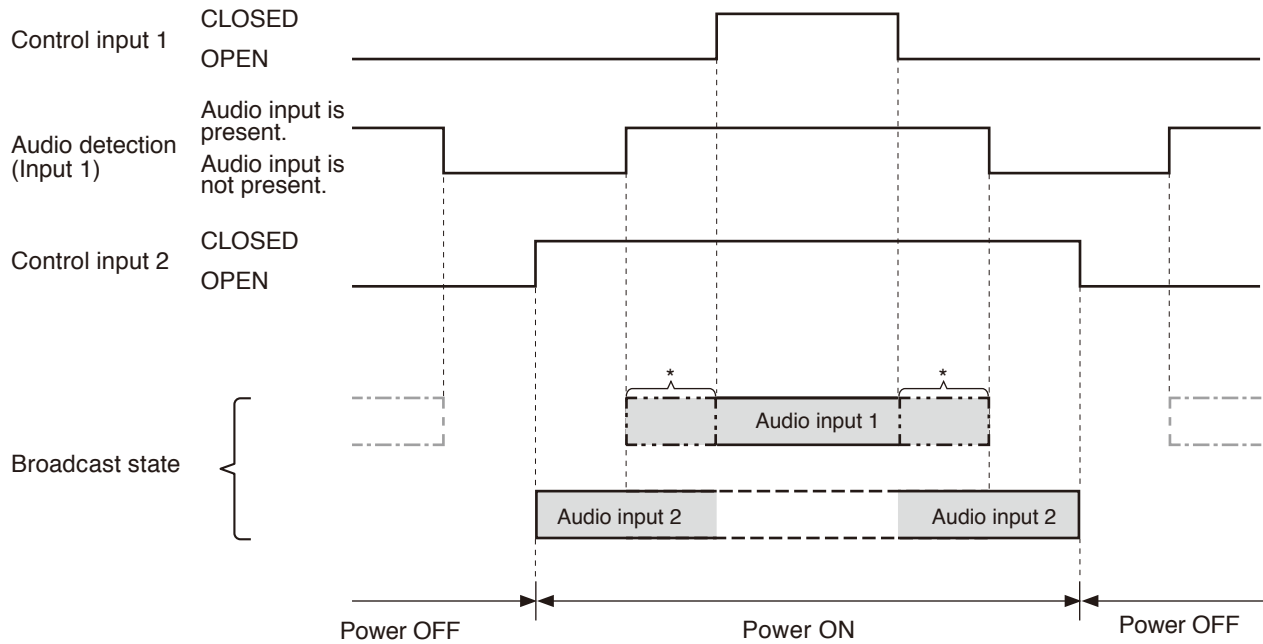 Control input 1
CLOSED
OPEN
Audio detection
(Input 1)
Audio input is
present.
Audio input is
not present.
Control input 2
CLOSED
OPEN
Broadcast state
*
*
Audio input 1
Audio input 2
Audio input 2
Power OFF
Power ON
Power OFF